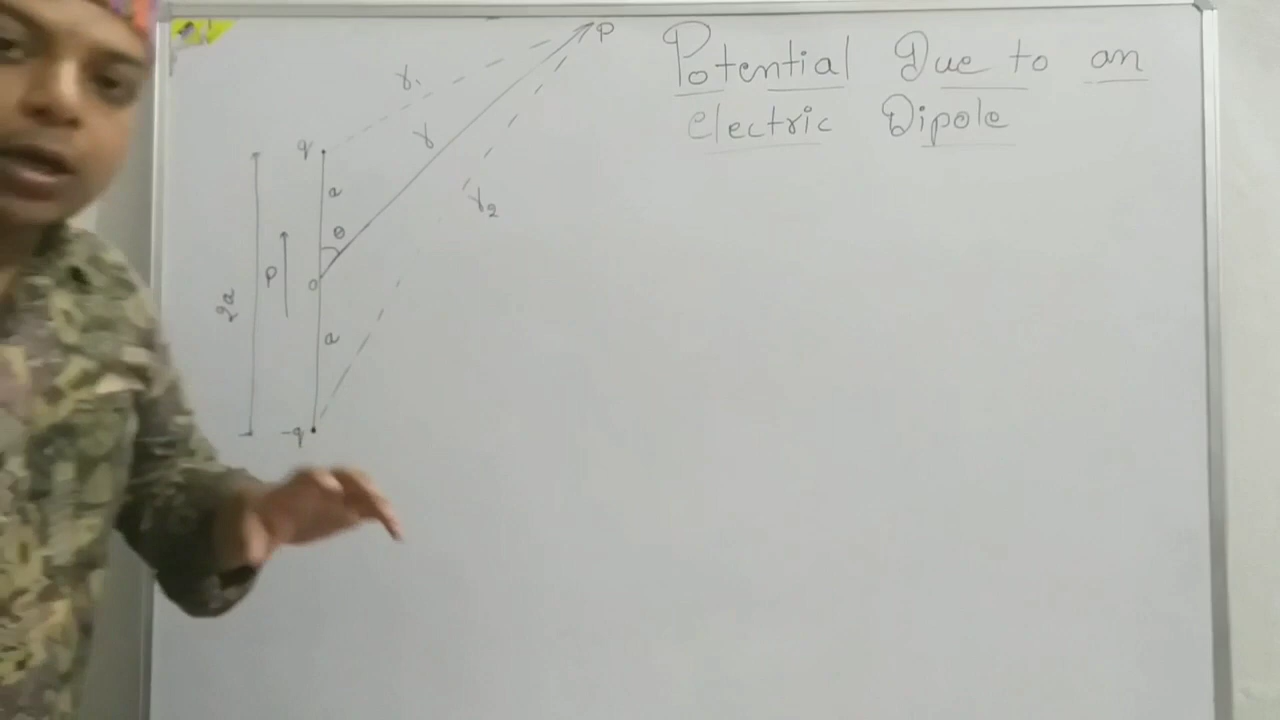 Potential Due to an
electric Dipole
P
r₁
r
q
a
r₂
θ
P
O
2a
a
-q